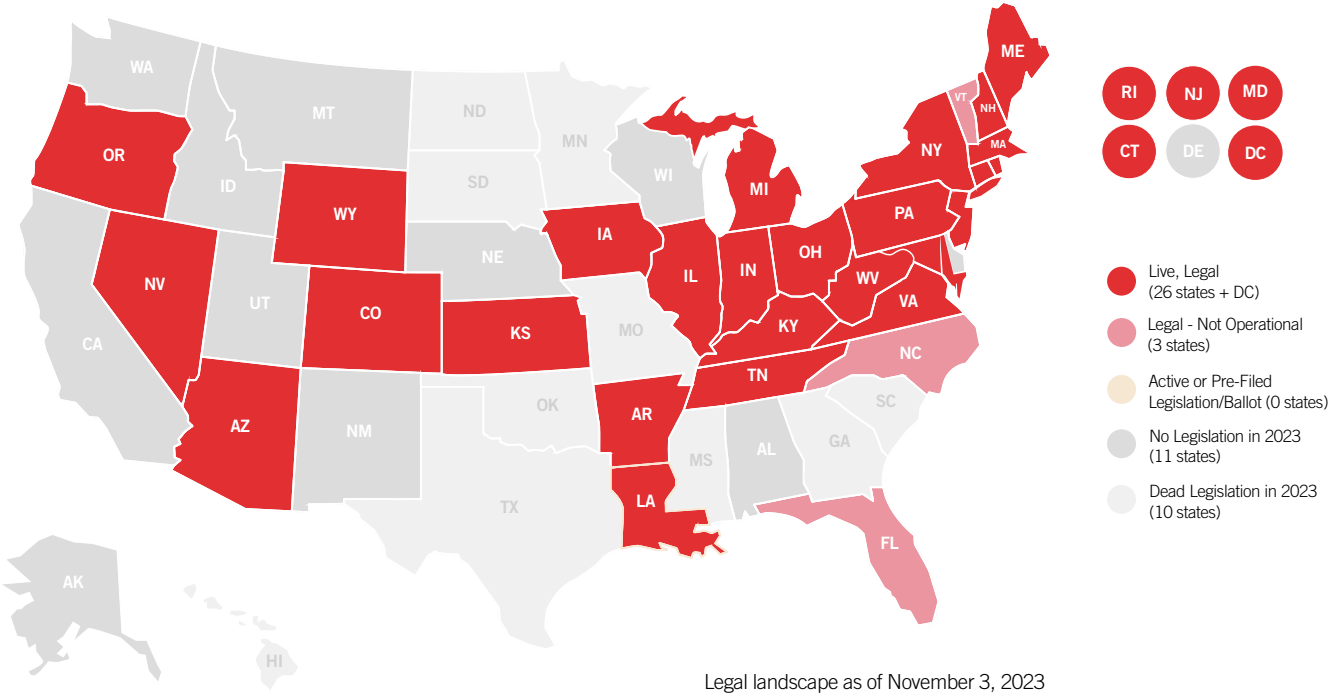 ME
WA
MT
ND
MN
VT
NH
RI
NJ
MD
OR
ID
SD
WI
MI
NY
MA
CT
DE
DC
WY
IA
PA
NE
IL
IN
OH
NV
UT
CO
KS
MO
WV
VA
KY
CA
TN
NC
AZ
NM
OK
AR
SC
MS
AL
GA
TX
LA
FL
AK
HI
Live, Legal
(26 states + DC)
Legal - Not Operational
(3 states)
Active or Pre-Filed
Legislation/Ballot (0 states)
No Legislation in 2023
(11 states)
Dead Legislation in 2023
(10 states)
Legal landscape as of November 3, 2023